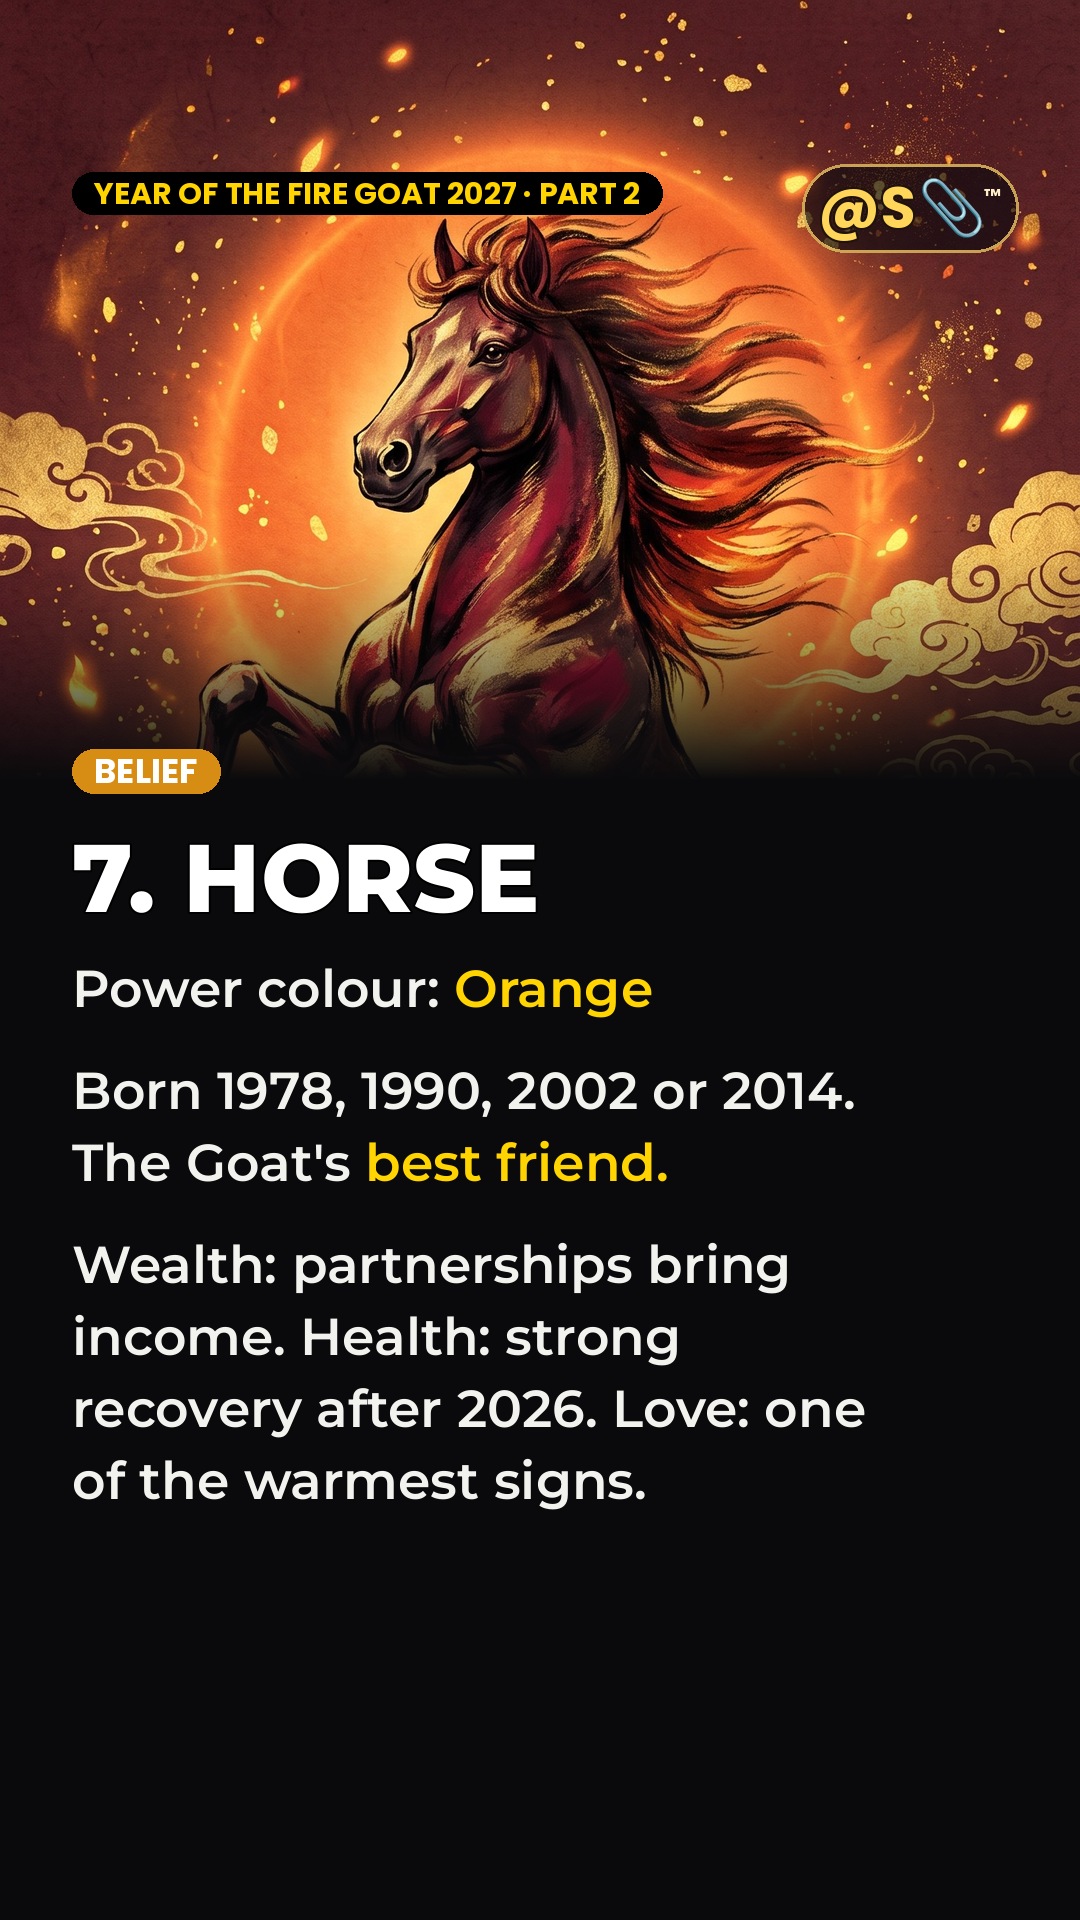 YEAR OF THE FIRE GOAT 2027 · PART 2
@S📎™
BELIEF
7. HORSE
Power colour: Orange
Born 1978, 1990, 2002 or 2014.
The Goat's best friend.
Wealth: partnerships bring
income. Health: strong
recovery after 2026. Love: one
of the warmest signs.